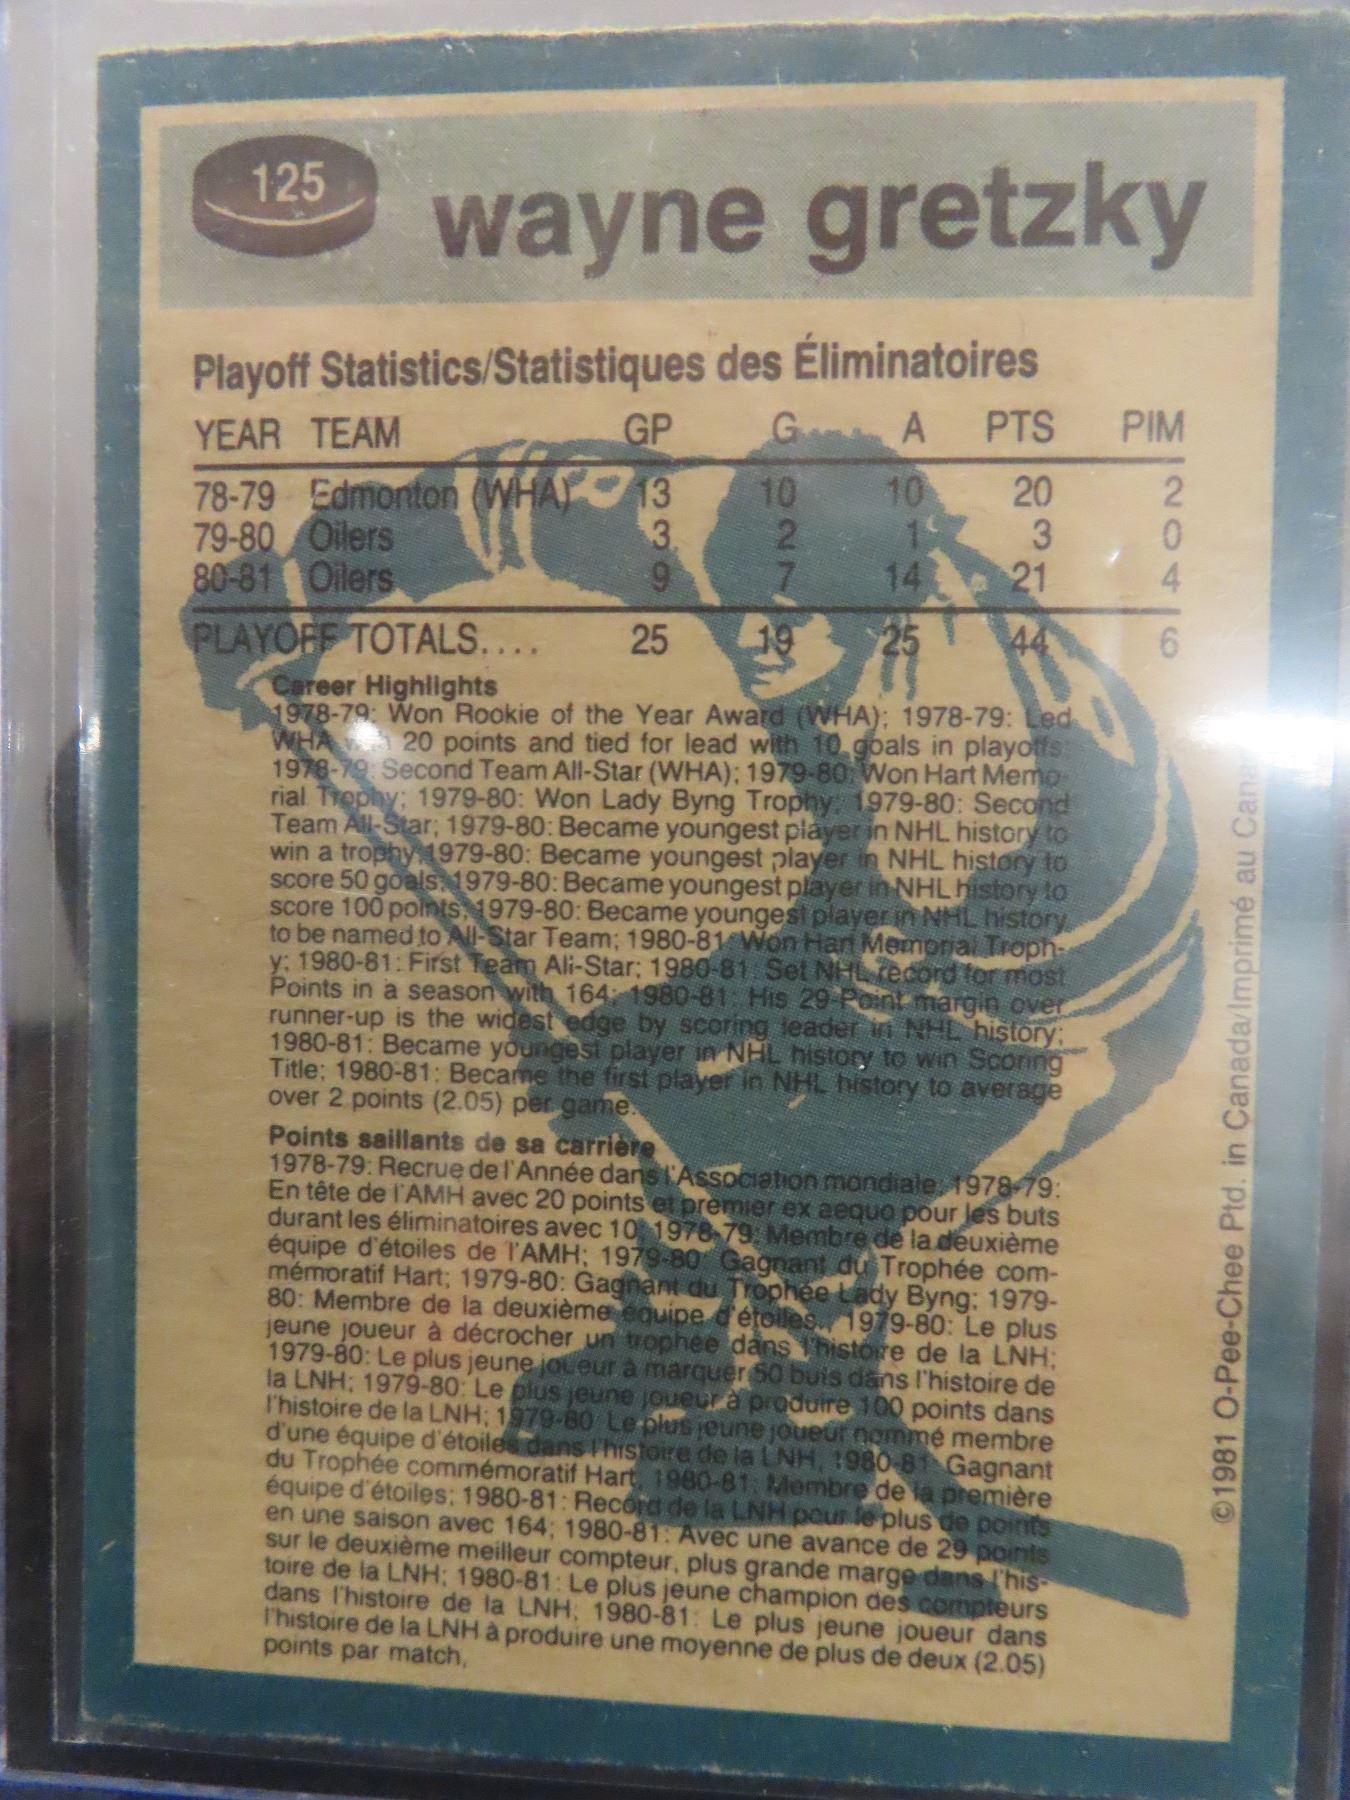 125
wayne gretzky
Playoff Statistics/Statistiques des Éliminatoires
YEAR TEAM GP G A PTS PIM
78-79 Edmonton (WHA) 13 10 10 20 2
79-80 Oilers 3 2 1 3 0
80-81 Oilers 9 7 14 21 4
PLAYOFF TOTALS.... 25 19 25 44 6
Career Highlights
1978-79: Won Rookie of the Year Award (WHA); 1978-79: Led
WHA 20 points and tied for lead with 10 goals in playoffs;
1978-79: Second Team All-Star (WHA); 1979-80: Won Hart Memo-
rial Trophy; 1979-80: Won Lady Byng Trophy; 1979-80: Second
Team All-Star; 1979-80: Became youngest player in NHL history to
win a trophy; 1979-80: Became youngest player in NHL history to
score 50 goals; 1979-80: Became youngest player in NHL history to
score 100 points; 1979-80: Became youngest player in NHL history
to be named to All-Star Team; 1980-81: Won Hart Memorial Troph-
y; 1980-81: First Team All-Star; 1980-81: Set NHL record for most
Points in a season with 164; 1980-81: His 29-Point margin over
runner-up is the widest edge by scoring leader in NHL history;
1980-81: Became youngest player in NHL history to win Scoring
Title; 1980-81: Became the first player in NHL history to average
over 2 points (2.05) per game.
Points saillants de sa carrière
1978-79: Recrue de l'Année dans l'Association mondiale; 1978-79:
En tête de l'AMH avec 20 points et premier ex aequo pour les buts
durant les éliminatoires avec 10; 1978-79: Membre de la deuxième
équipe d'étoiles de l'AMH; 1979-80: Gagnant du Trophée com-
mémoratif Hart; 1979-80: Gagnant du Trophée Lady Byng; 1979-
80: Membre de la deuxième équipe d'étoiles., 1979-80: Le plus
jeune joueur à décrocher un trophée dans l'histoire de la LNH;
1979-80: Le plus jeune joueur à marquer 50 buts dans l'histoire de
la LNH; 1979-80: Le plus jeune joueur à produire 100 points dans
l'histoire de la LNH; 1979-80 Le plus jeune joueur nommé membre
d'une équipe d'étoiles dans l'histoire de la LNH; 1980-81: Gagnant
du Trophée commémoratif Hart; 1980-81: Membre de la première
équipe d'étoiles; 1980-81: Record de la LNH pour le plus de points
en une saison avec 164; 1980-81: Avec une avance de 29 points
sur le deuxième meilleur compteur, plus grande marge dans l'his-
toire de la LNH; 1980-81: Le plus jeune champion des compteurs
dans l'histoire de la LNH; 1980-81: Le plus jeune joueur dans
l'histoire de la LNH à produire une moyenne de plus de deux (2.05)
points par match.
©1981 O-Pee-Chee Ptd. in Canada/Imprimé au